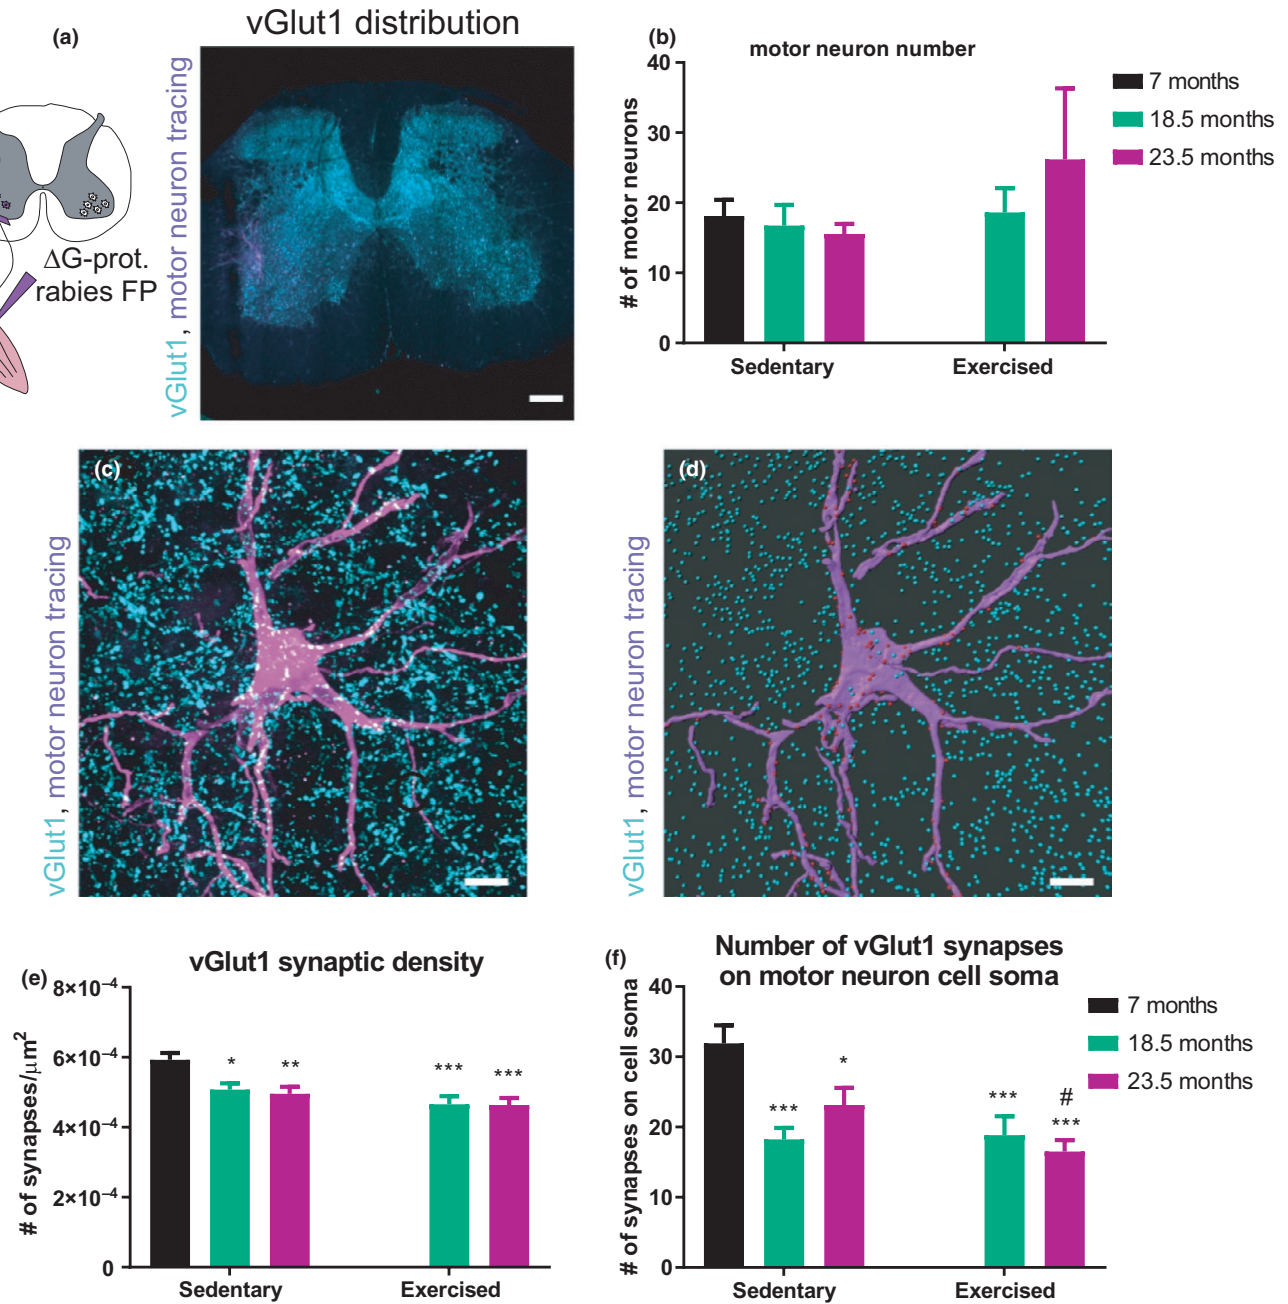 (a)
vGlut1 distribution
vGlut1, motor neuron tracing
ΔG-prot.
rabies FP
(b)
motor neuron number
# of motor neurons
40
30
20
10
0
Sedentary
Exercised
7 months
18.5 months
23.5 months
(c)
vGlut1, motor neuron tracing
(d)
vGlut1, motor neuron tracing
(e)
vGlut1 synaptic density
# of synapses/μm²
8×10⁻⁴
6×10⁻⁴
4×10⁻⁴
2×10⁻⁴
0
*
**
***
***
Sedentary
Exercised
(f)
Number of vGlut1 synapses
on motor neuron cell soma
# of synapses on cell soma
40
30
20
10
0
***
*
***
#
***
Sedentary
Exercised
7 months
18.5 months
23.5 months